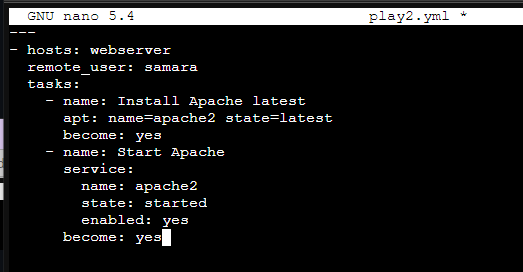 GNU nano 5.4 play2.yml *
---
- hosts: webserver
  remote_user: samara
  tasks:
    - name: Install Apache latest
      apt: name=apache2 state=latest
      become: yes
    - name: Start Apache
      service:
        name: apache2
        state: started
        enabled: yes
      become: yes